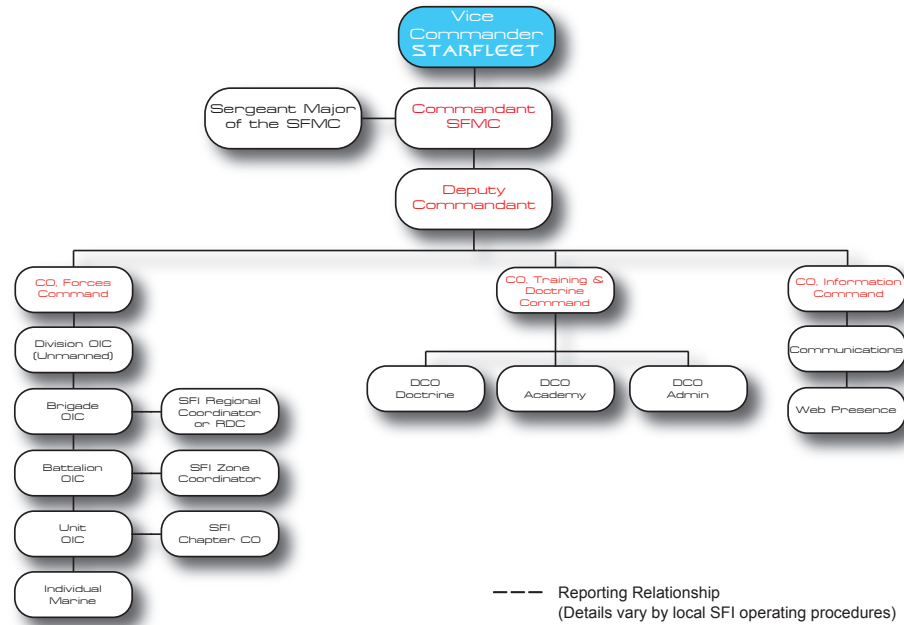 Vice
Commander
STARFLEET
Sergeant Major
of the SFMC
Commandant
SFMC
Deputy
Commandant
CO, Forces
Command
CO, Training &
Doctrine
Command
CO, Information
Command
Division OIC
(Unmanned)
Communications
DCO
Doctrine
DCO
Academy
DCO
Admin
Brigade
OIC
SFI Regional
Coordinator
or RDC
Web Presence
Battalion
OIC
SFI Zone
Coordinator
Unit
OIC
SFI
Chapter CO
Individual
Marine
Reporting Relationship
(Details vary by local SFI operating procedures)